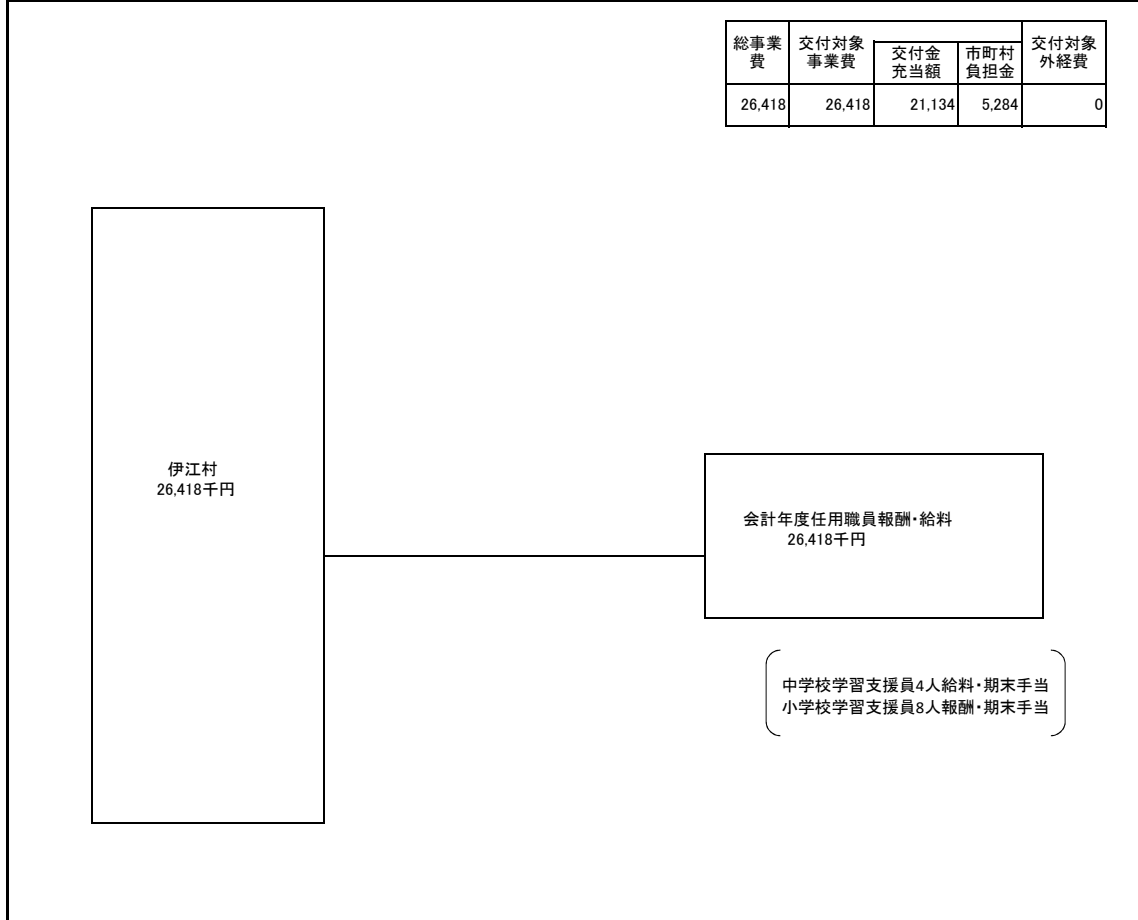 総事業費 交付対象事業費 交付金充当額 市町村負担金 交付対象外経費
26,418 26,418 21,134 5,284 0
伊江村
26,418千円
会計年度任用職員報酬・給料
26,418千円
中学校学習支援員4人給料・期末手当
小学校学習支援員8人報酬・期末手当